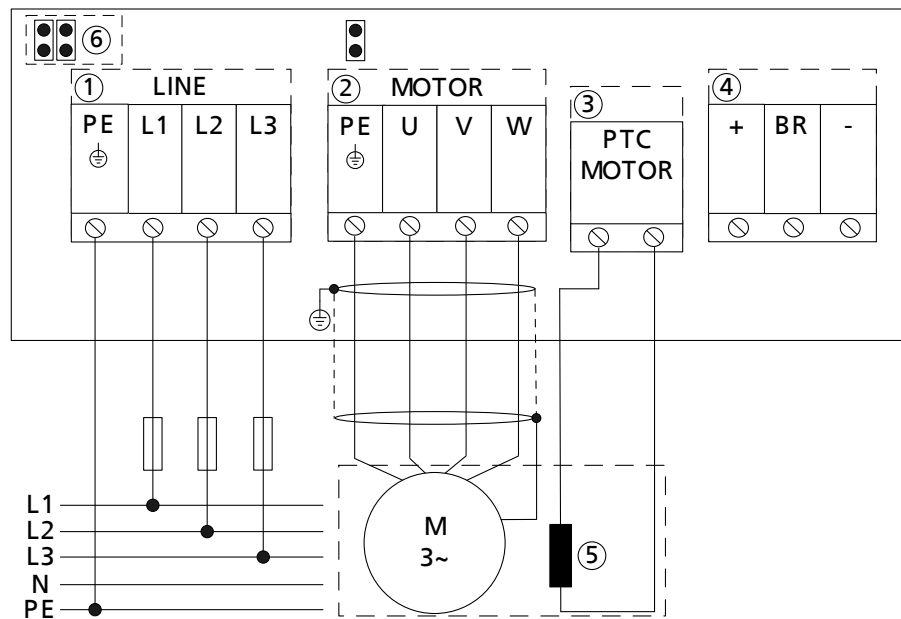 ⑥
① LINE
PE L1 L2 L3
② MOTOR
PE U V W
③
PTC
MOTOR
④
+ BR -
L1
L2
L3
N
PE
M
3~
⑤